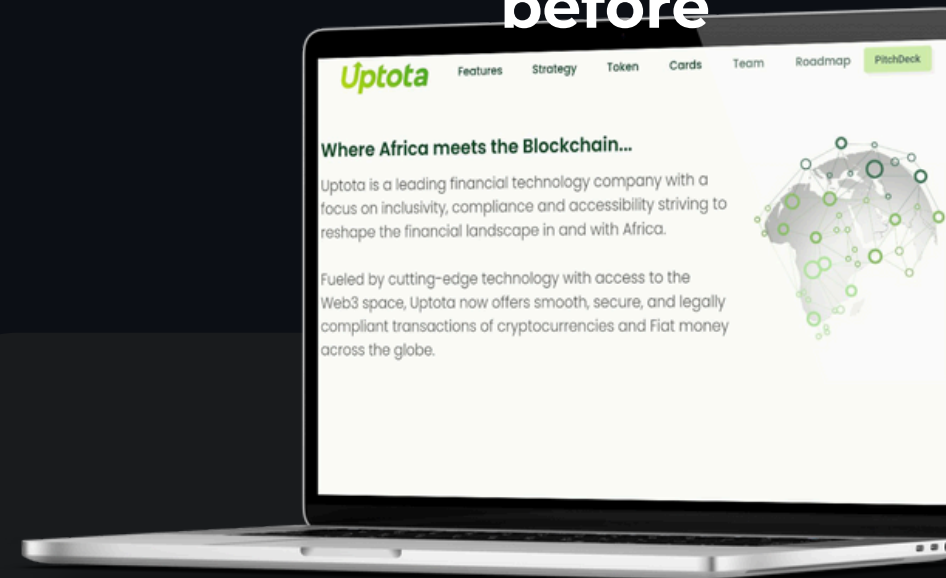 before
Uptota
Features Strategy Token Cards Team Roadmap PitchDeck
Where Africa meets the Blockchain...
Uptota is a leading financial technology company with a
focus on inclusivity, compliance and accessibility striving to
reshape the financial landscape in and with Africa.
Fueled by cutting-edge technology with access to the
Web3 space, Uptota now offers smooth, secure, and legally
compliant transactions of cryptocurrencies and Fiat money
across the globe.